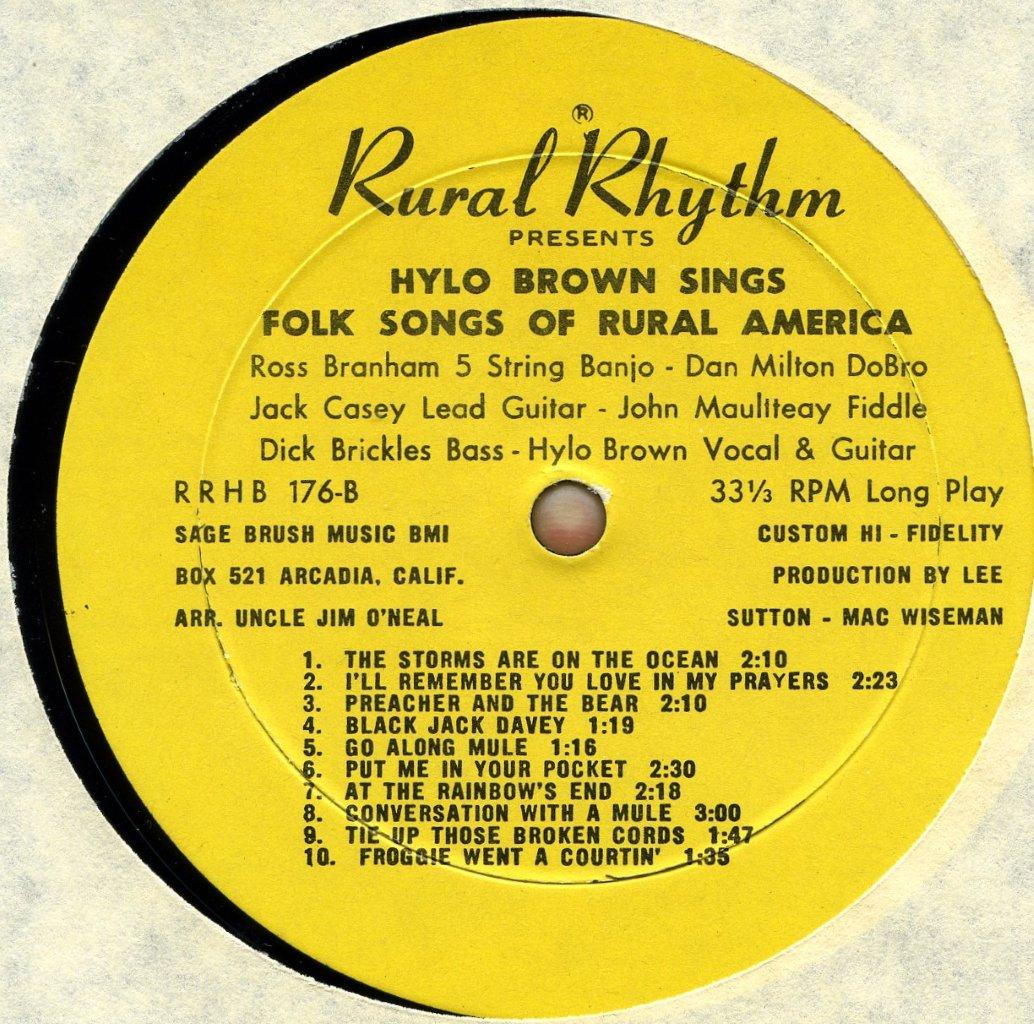 ®
Rural Rhythm
PRESENTS
HYLO BROWN SINGS
FOLK SONGS OF RURAL AMERICA
Ross Branham 5 String Banjo - Dan Milton DoBro
Jack Casey Lead Guitar - John Mauliteay Fiddle
Dick Brickles Bass - Hylo Brown Vocal & Guitar
RRHB 176-B 33⅓ RPM Long Play
SAGE BRUSH MUSIC BMI CUSTOM HI - FIDELITY
BOX 521 ARCADIA, CALIF. PRODUCTION BY LEE
ARR. UNCLE JIM O'NEAL SUTTON - MAC WISEMAN
1. THE STORMS ARE ON THE OCEAN 2:10
2. I'LL REMEMBER YOU LOVE IN MY PRAYERS 2:23
3. PREACHER AND THE BEAR 2:10
4. BLACK JACK DAVEY 1:19
5. GO ALONG MULE 1:16
6. PUT ME IN YOUR POCKET 2:30
7. AT THE RAINBOW'S END 2:18
8. CONVERSATION WITH A MULE 3:00
9. TIE UP THOSE BROKEN CORDS 1:47
10. FROGGIE WENT A COURTIN' 1:35